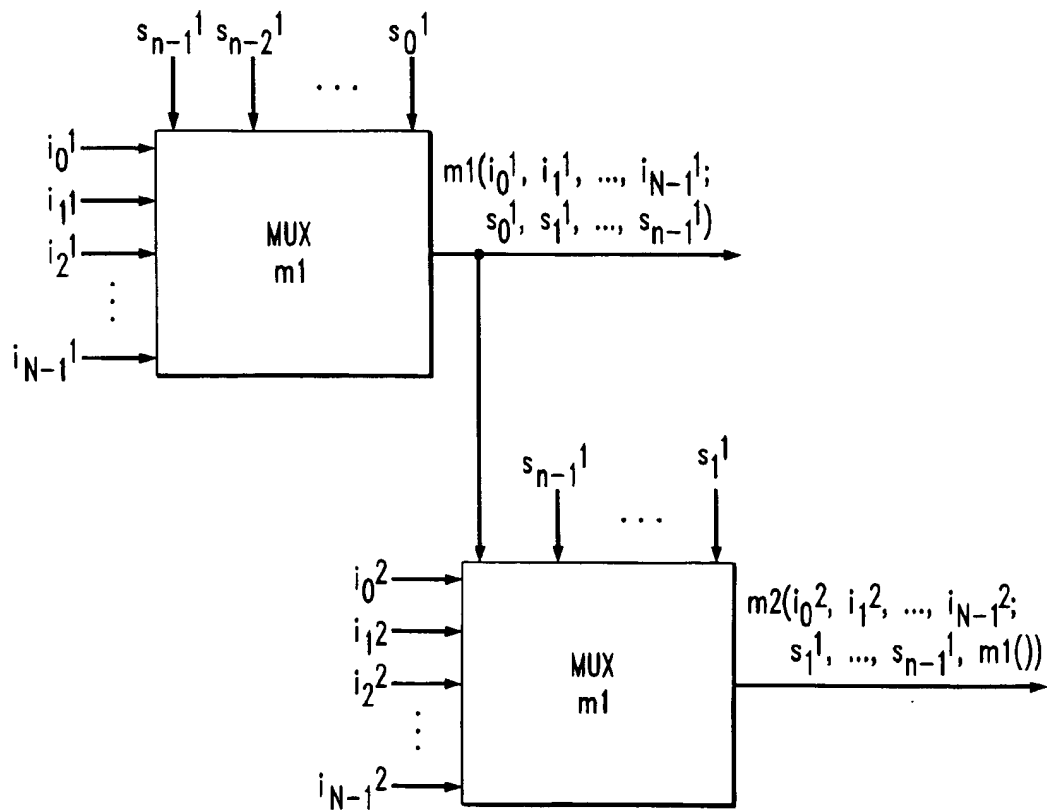 s_{n-1}^1 s_{n-2}^1 ... s_0^1
i_0^1
i_1^1
i_2^1
i_{N-1}^1
MUX
m1
m1(i_0^1, i_1^1, ..., i_{N-1}^1;
s_0^1, s_1^1, ..., s_{n-1}^1)
s_{n-1}^1 ... s_1^1
i_0^2
i_1^2
i_2^2
i_{N-1}^2
MUX
m1
m2(i_0^2, i_1^2, ..., i_{N-1}^2;
s_1^1, ..., s_{n-1}^1, m1())